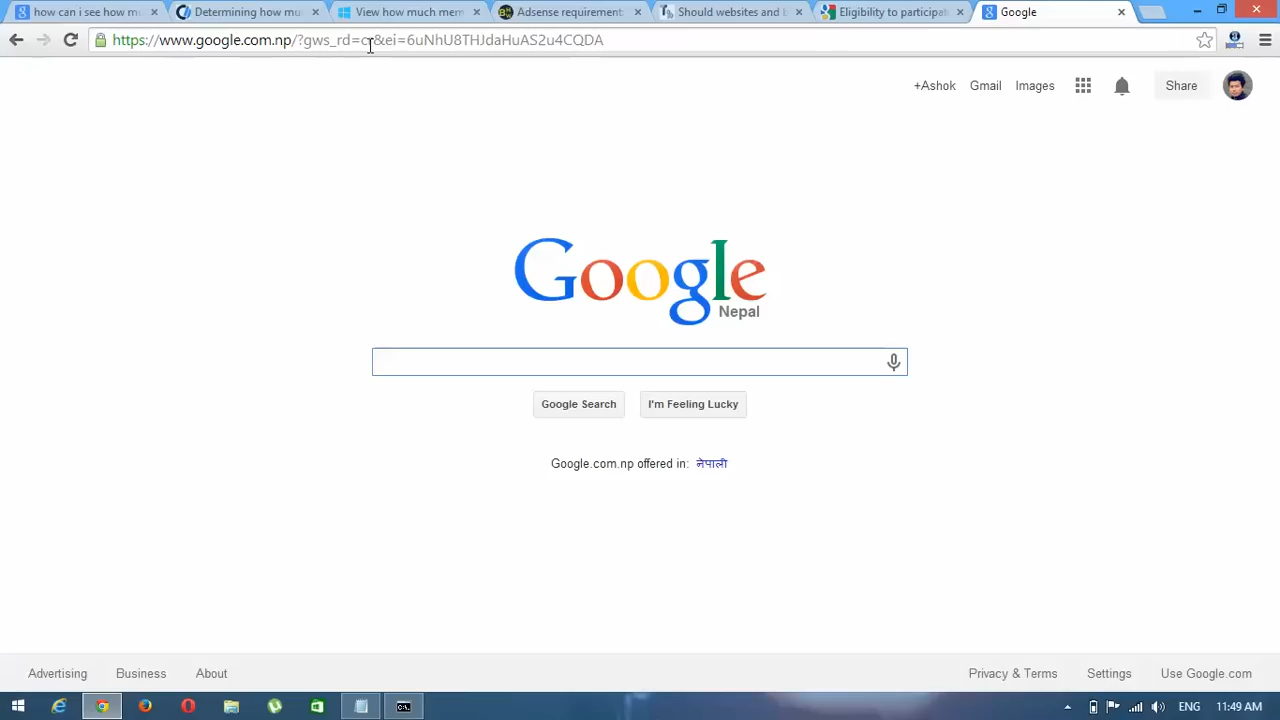 how can i see how m
Determining how mu
View how much mem
Adsense requirement
Should websites and b
Eligibility to participat
Google
https://www.google.com.np/?gws_rd=cr&ei=6uNhU8THJdaHuAS2u4CQDA
+Ashok Gmail Images Share
Google
Nepal
Google Search I'm Feeling Lucky
Google.com.np offered in: नेपाली
Advertising Business About Privacy & Terms Settings Use Google.com
ENG 11:49 AM